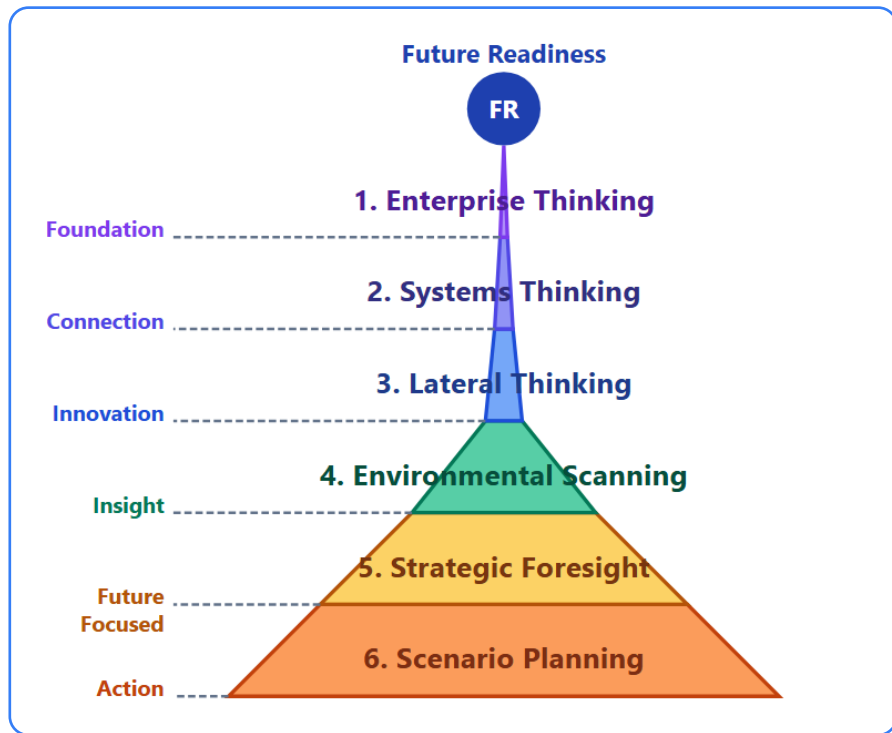 Future Readiness
FR
1. Enterprise Thinking
Foundation
2. Systems Thinking
Connection
3. Lateral Thinking
Innovation
4. Environmental Scanning
Insight
5. Strategic Foresight
Future
Focused
6. Scenario Planning
Action